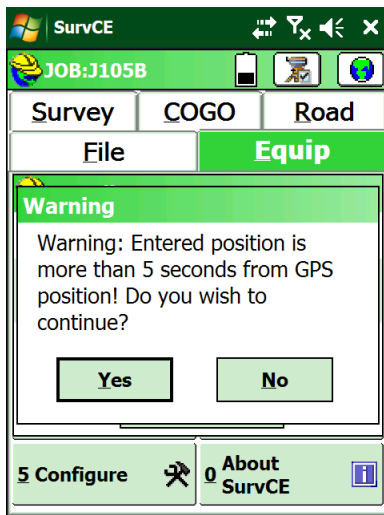 SurvCE
JOB:J105B
Survey COGO Road
File Equip
Warning
Warning: Entered position is
more than 5 seconds from GPS
position! Do you wish to
continue?
Yes No
5 Configure 0 About
SurvCE